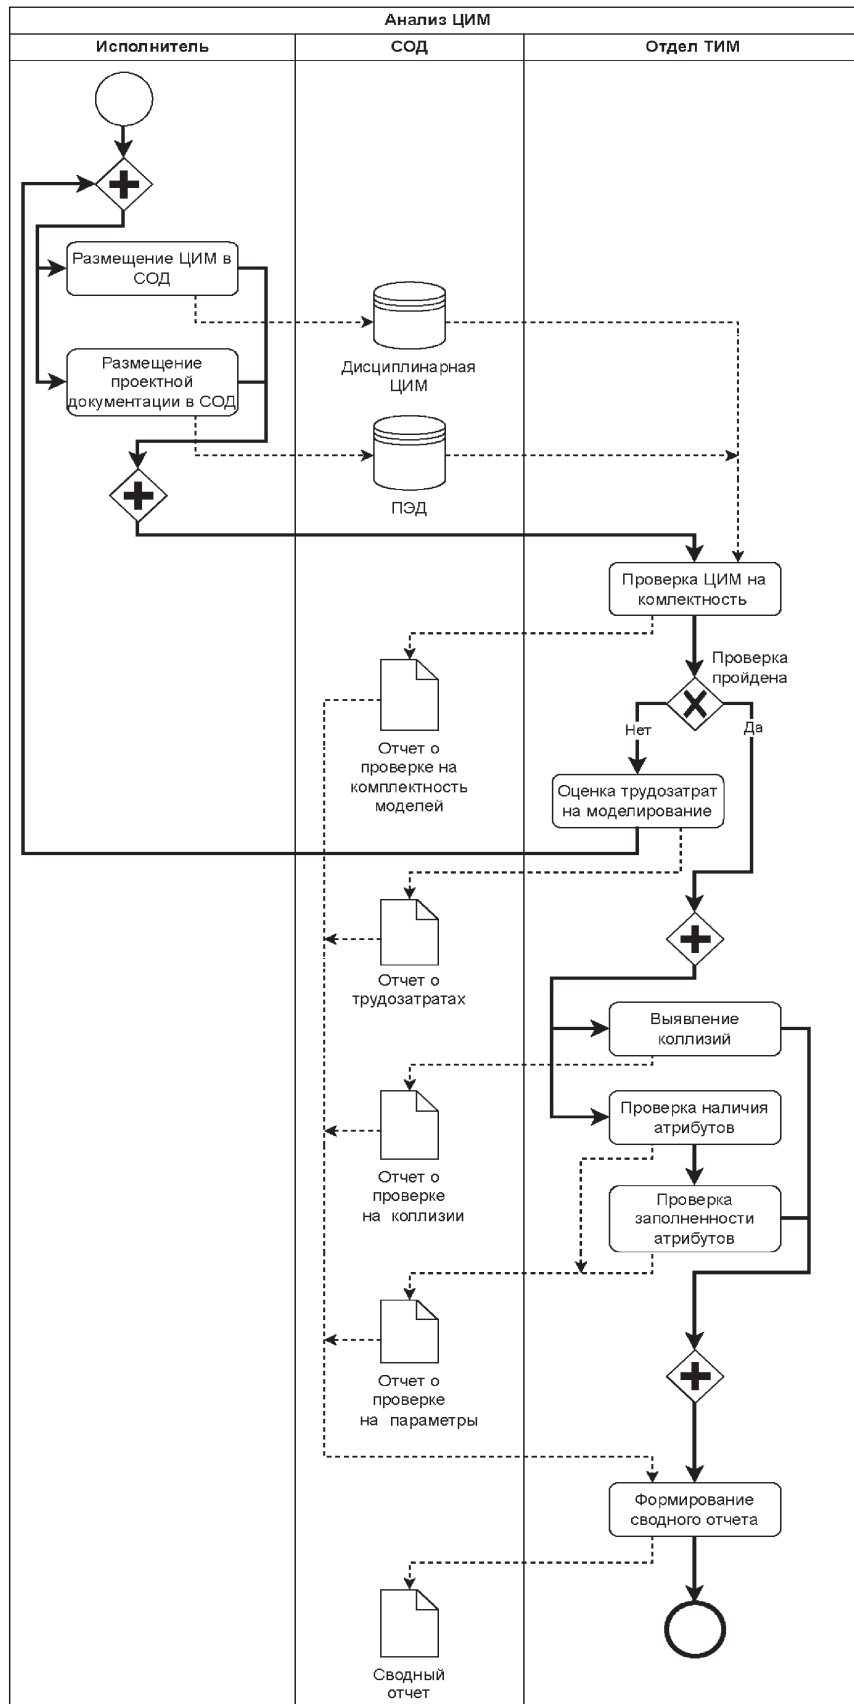 Анализ ЦИМ
Исполнитель
СОД
Отдел ТИМ
Размещение ЦИМ в
СОД
Размещение
проектной
документации в СОД
Дисциплинарная
ЦИМ
ПЭД
Проверка ЦИМ на
комлектность
Проверка
пройдена
Нет
Да
Отчет о
проверке на
комплектность
моделей
Оценка трудозатрат
на моделирование
Отчет о
трудозатратах
Выявление
коллизий
Проверка наличия
атрибутов
Отчет о
проверке
на коллизии
Проверка
заполненности
атрибутов
Отчет о
проверке
на параметры
Формирование
сводного отчета
Сводный
отчет